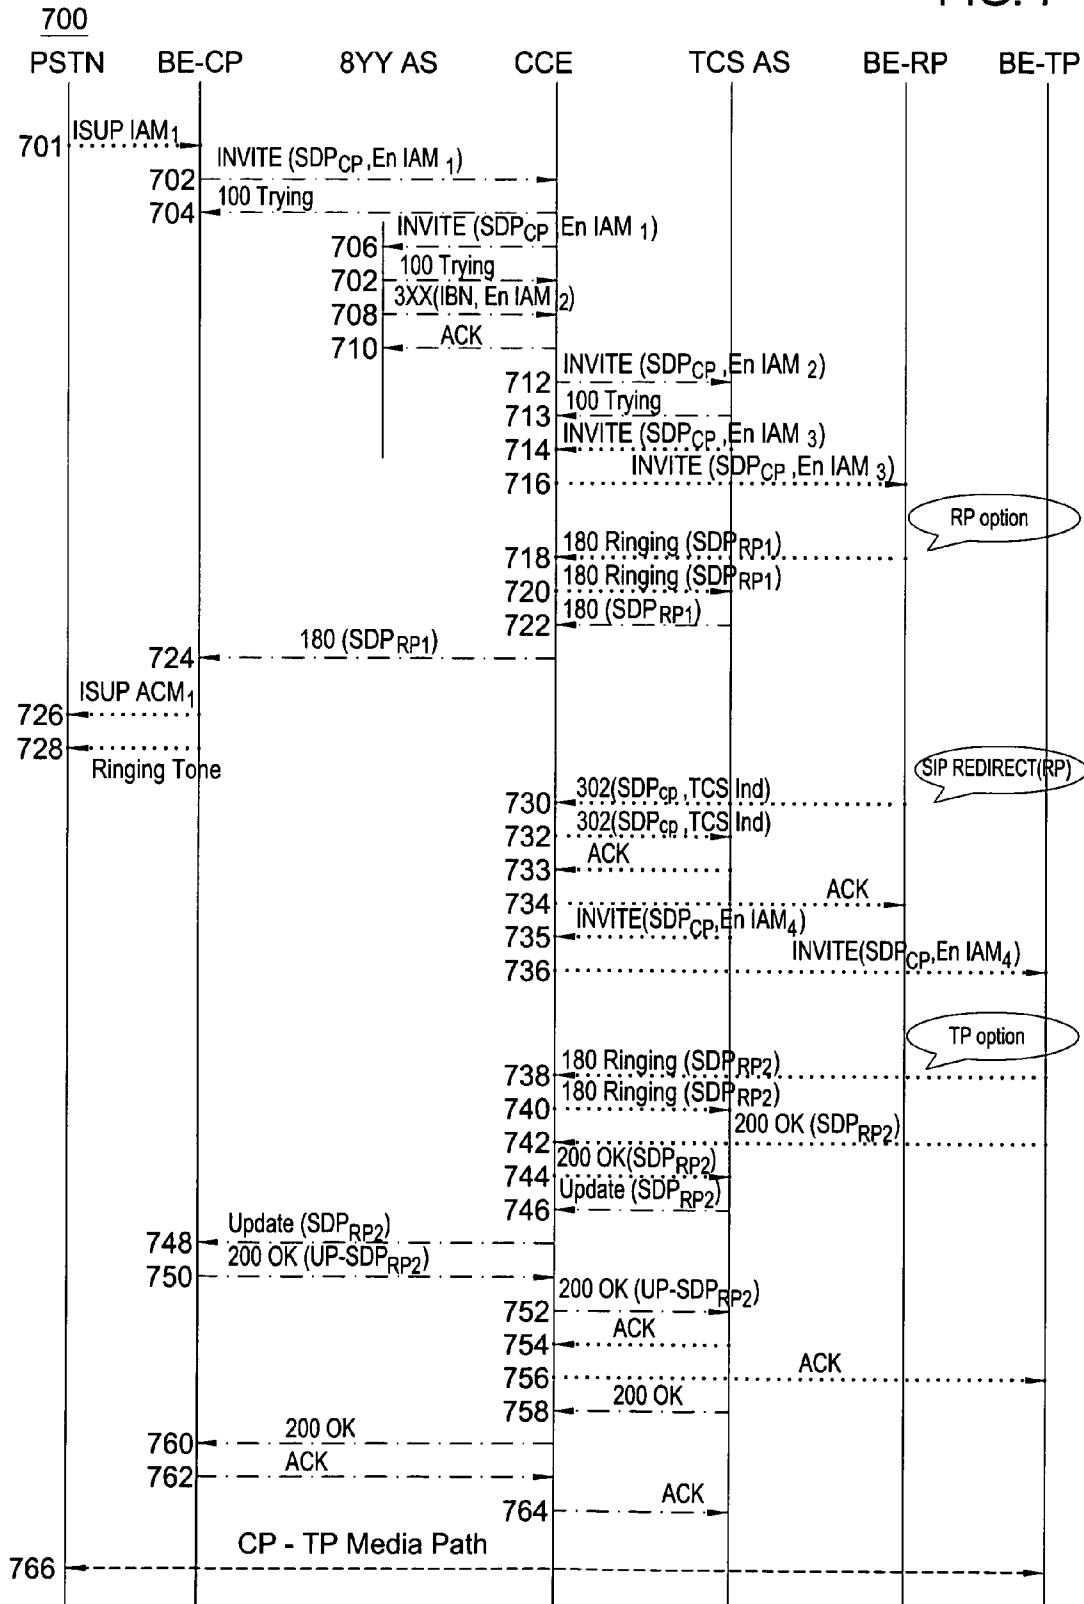 FIG. 7
700
PSTN BE-CP 8YY AS CCE TCS AS BE-RP BE-TP
701 ISUP IAM1
702 INVITE (SDPCP ,En IAM 1)
704 100 Trying
706 INVITE (SDPCP En IAM 1)
702 100 Trying
708 3XX(IBN, En IAM 2)
710 ACK
712 INVITE (SDPCP ,En IAM 2)
713 100 Trying
714 INVITE (SDPCP, En IAM 3)
716 INVITE (SDPCP ,En IAM 3)
RP option
718 180 Ringing (SDPRP1)
720 180 Ringing (SDPRP1)
722 180 (SDPRP1)
724 180 (SDPRP1)
726 ISUP ACM1
728
Ringing Tone
SIP REDIRECT(RP)
730 302(SDPcp ,TCS Ind)
732 302(SDPcp ,TCS Ind)
733 ACK
734 ACK
735 INVITE(SDPCP,En IAM4)
736 INVITE(SDPCP,En IAM4)
TP option
738 180 Ringing (SDPRP2)
740 180 Ringing (SDPRP2)
742 200 OK (SDPRP2)
744 200 OK(SDPRP2)
746 Update (SDPRP2)
748 Update (SDPRP2)
750 200 OK (UP-SDPRP2)
752 200 OK (UP-SDPRP2)
754 ACK
756 ACK
758 200 OK
760 200 OK
762 ACK
764 ACK
766 CP - TP Media Path